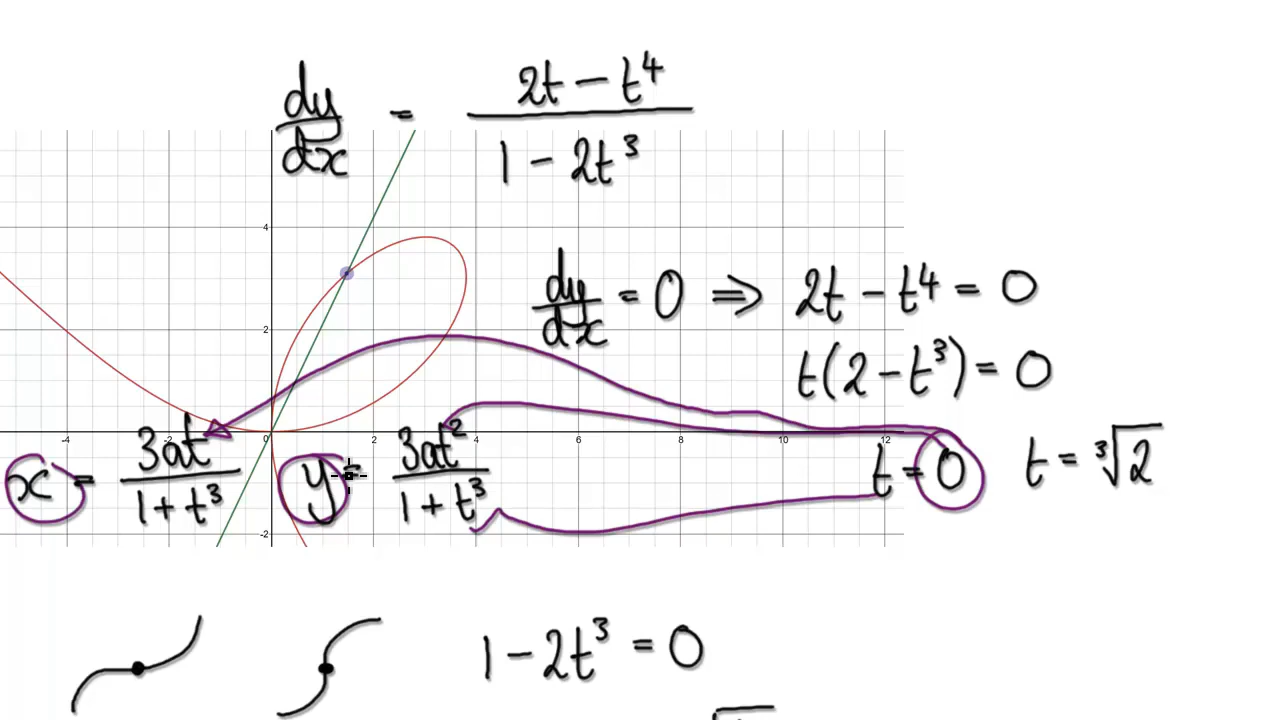 dy/dx = (2t - t⁴)/(1 - 2t³)
4
dy/dx = 0 ⇒ 2t - t⁴ = 0
2
t(2 - t³) = 0
-4 -2 0 2 4 6 8 10 12
x = 3at/(1 + t³) y = 3at²/(1 + t³) t = 0 t = ³√2
-2
1 - 2t³ = 0